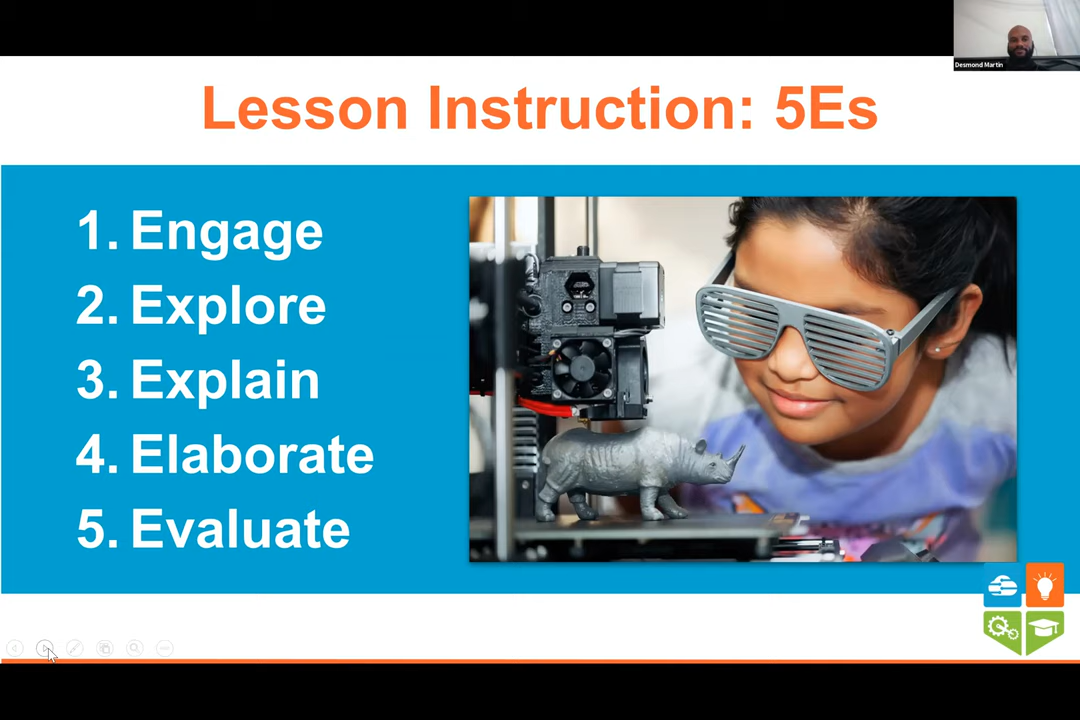 Desmond Martin
Lesson Instruction: 5Es
1. Engage
2. Explore
3. Explain
4. Elaborate
5. Evaluate